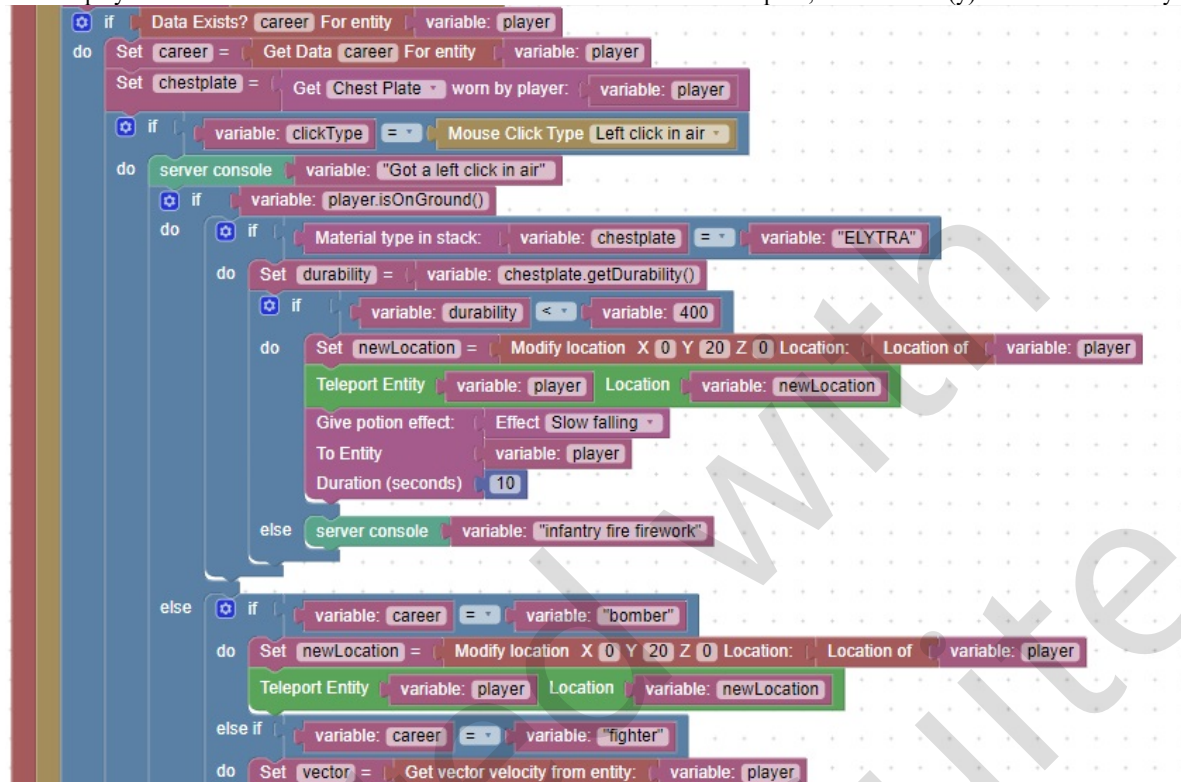 if Data Exists? career For entity variable: player
do Set career = Get Data career For entity variable: player
Set chestplate = Get Chest Plate worn by player: variable: player
if variable: clickType = Mouse Click Type Left click in air
do server console variable: "Got a left click in air"
if variable: player.isOnGround()
do if Material type in stack: variable: chestplate = variable: "ELYTRA"
do Set durability = variable: chestplate.getDurability()
if variable: durability < variable: 400
do Set newLocation = Modify location X 0 Y 20 Z 0 Location: Location of variable: player
Teleport Entity variable: player Location variable: newLocation
Give potion effect: Effect Slow falling
To Entity variable: player
Duration (seconds) 10
else server console variable: "infantry fire firework"
else if variable: career = variable: "bomber"
do Set newLocation = Modify location X 0 Y 20 Z 0 Location: Location of variable: player
Teleport Entity variable: player Location variable: newLocation
else if variable: career = variable: "fighter"
do Set vector = Get vector velocity from entity: variable: player
with